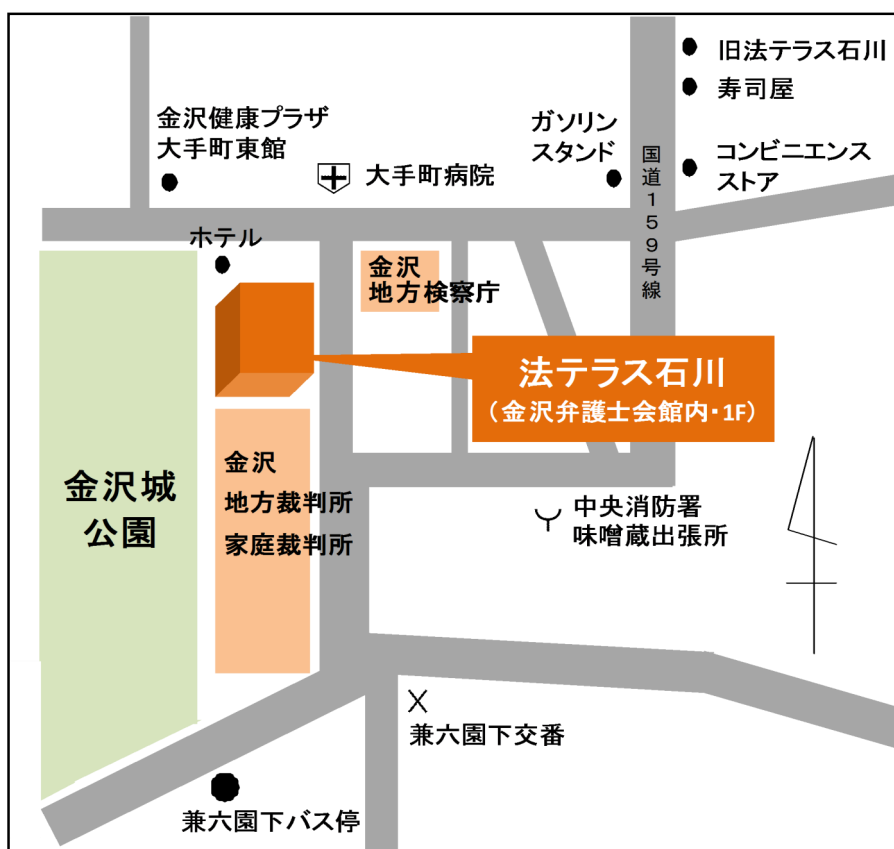 旧法テラス石川
寿司屋
金沢健康プラザ
大手町東館
ガソリン
スタンド
国道159号線
コンビニエンス
ストア
大手町病院
ホテル
金沢
地方検察庁
法テラス石川
（金沢弁護士会館内・1F）
金沢城
公園
金沢
地方裁判所
家庭裁判所
中央消防署
味噌蔵出張所
兼六園下交番
兼六園下バス停